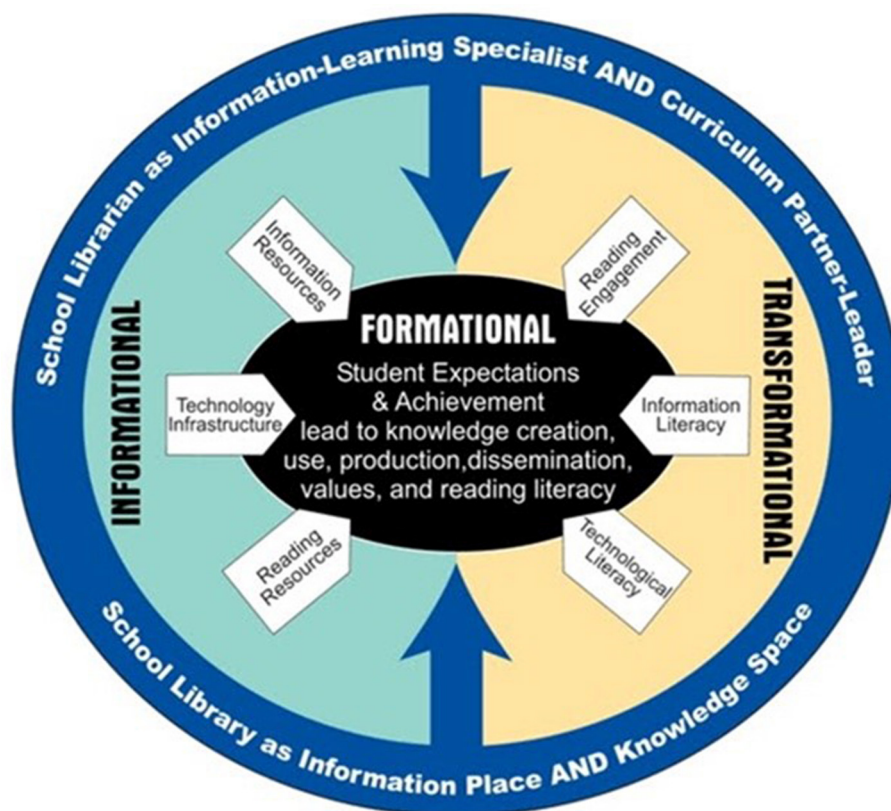 School Librarian as Information-Learning Specialist AND Curriculum Partner-Leader
INFORMATIONAL
Information
Resources
Technology
Infrastructure
Reading
Resources
FORMATIONAL
Student Expectations
& Achievement
lead to knowledge creation,
use, production,dissemination,
values, and reading literacy
Reading
Engagement
Information
Literacy
Technological
Literacy
TRANSFORMATIONAL
School Library as Information Place AND Knowledge Space